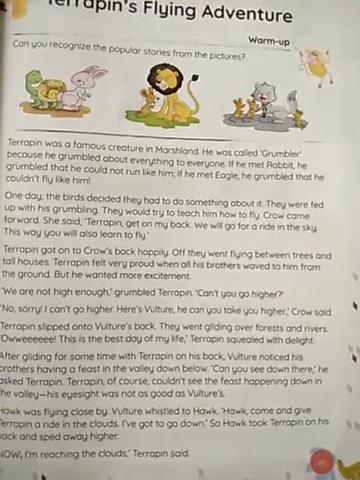 Terrapin's Flying Adventure
Warm-up
Can you recognize the popular stories from the pictures?
Terrapin was a famous creature in Marshland. He was called 'Grumbler'
because he grumbled about everything to everyone. If he met Rabbit, he
grumbled that he could not run like him; if he met Eagle, he grumbled that he
couldn't fly like him!
One day, the birds decided they had to do something about it. They were fed
up with his grumbling. They would try to teach him how to fly. Crow came
forward. She said, 'Terrapin, get on my back. We will go for a ride in the sky.
This way you will also learn to fly.'
Terrapin got on to Crow's back happily. Off they went flying between trees and
tall houses. Terrapin felt very proud when all his brothers waved to him from
the ground. But he wanted more excitement.
'We are not high enough,' grumbled Terrapin. 'Can't you go higher?'
'No, sorry! I can't go higher. Here's Vulture, he can take you higher,' Crow said
Terrapin slipped onto Vulture's back. They went gliding over forests and rivers.
'Owweeeeee! This is the best day of my life,' Terrapin squealed with delight.
After gliding for some time with Terrapin on his back, Vulture noticed his
brothers having a feast in the valley down below. 'Can you see down there,' he
asked Terrapin. Terrapin, of course, couldn't see the feast happening down in
the valley—his eyesight was not as good as Vulture's.
Hawk was flying close by. Vulture whistled to Hawk. 'Hawk, come and give
Terrapin a ride in the clouds. I've got to go down.' So Hawk took Terrapin on his
back and sped away higher.
NOW, I'm reaching the clouds,' Terrapin said.